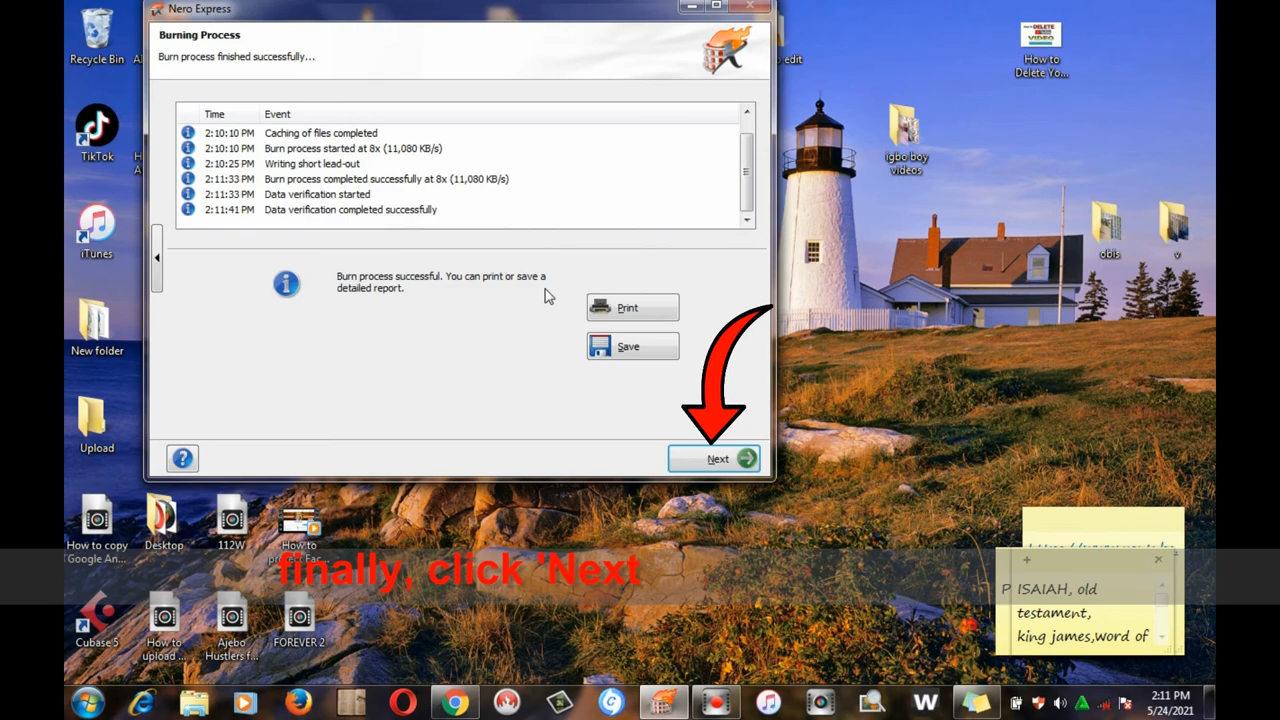 Nero Express
Burning Process
Burn process finished successfully...
Time Event
2:10:10 PM Caching of files completed
2:10:10 PM Burn process started at 8x (11,080 KB/s)
2:10:25 PM Writing short lead-out
2:11:33 PM Burn process completed successfully at 8x (11,080 KB/s)
2:11:33 PM Data verification started
2:11:41 PM Data verification completed successfully
Burn process successful. You can print or save a
detailed report.
Print
Save
Next
Recycle Bin
TikTok
iTunes
New folder
Upload
edit
How to
Delete Yo...
igbo boy
videos
obis
v
How to copy
Google An...
Desktop
112W
How to
finally, click 'Next
Cubase 5
How to
upload ...
Ajebo
Hustlers f...
FOREVER 2
P ISAIAH, old
testament,
king james,word of
2:11 PM
5/24/2021